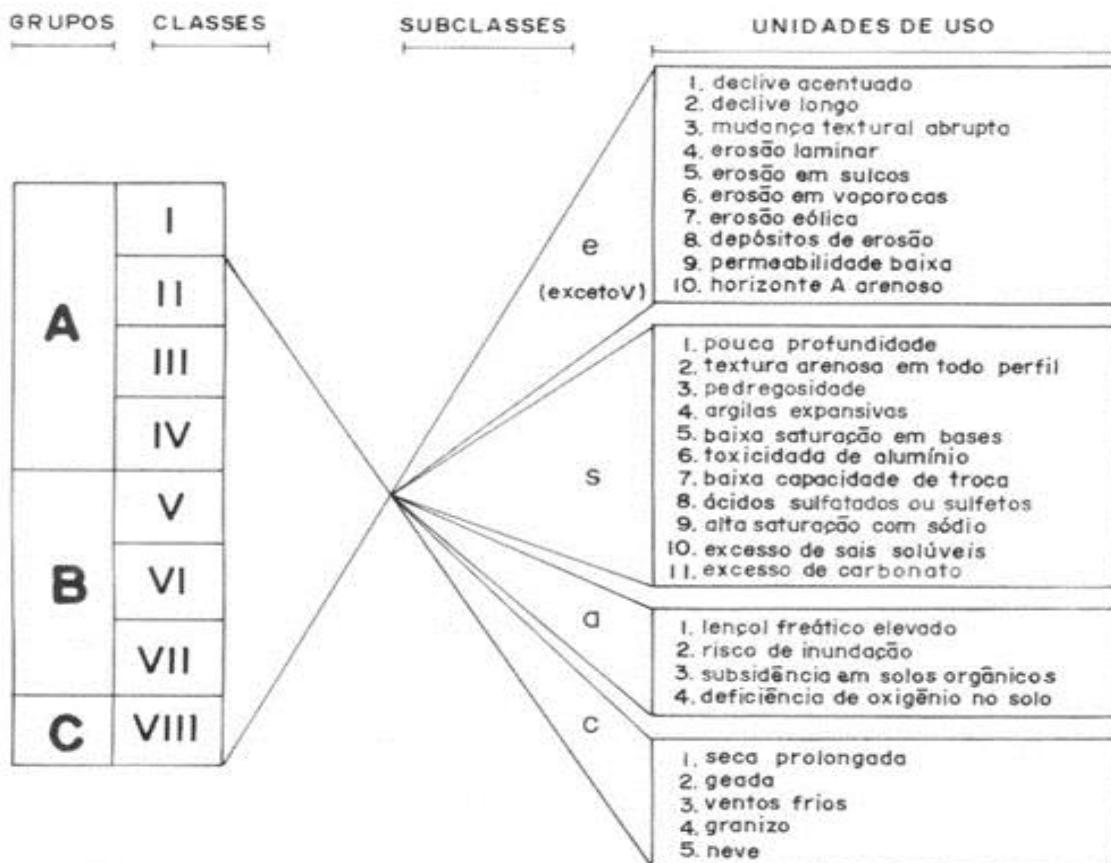 GRUPOS CLASSES SUBCLASSES UNIDADES DE USO
A
I
II
III
IV
B
V
VI
VII
C
VIII
e
(exceto V)
1. declive acentuado
2. declive longo
3. mudança textural abrupta
4. erosão laminar
5. erosão em sulcos
6. erosão em voporocas
7. erosão eólica
8. depósitos de erosão
9. permeabilidade baixa
10. horizonte A arenoso
s
1. pouca profundidade
2. textura arenosa em todo perfil
3. pedregosidade
4. argilas expansivas
5. baixa saturação em bases
6. toxicidada de alumínio
7. baixa capacidade de troca
8. ácidos sulfatados ou sulfetos
9. alta saturação com sódio
10. excesso de sais solúveis
11. excesso de carbonato
a
1. lençol freático elevado
2. risco de inundação
3. subsidência em solos orgânicos
4. deficiência de oxigênio no solo
c
1. seca prolongada
2. geada
3. ventos frios
4. granizo
5. neve